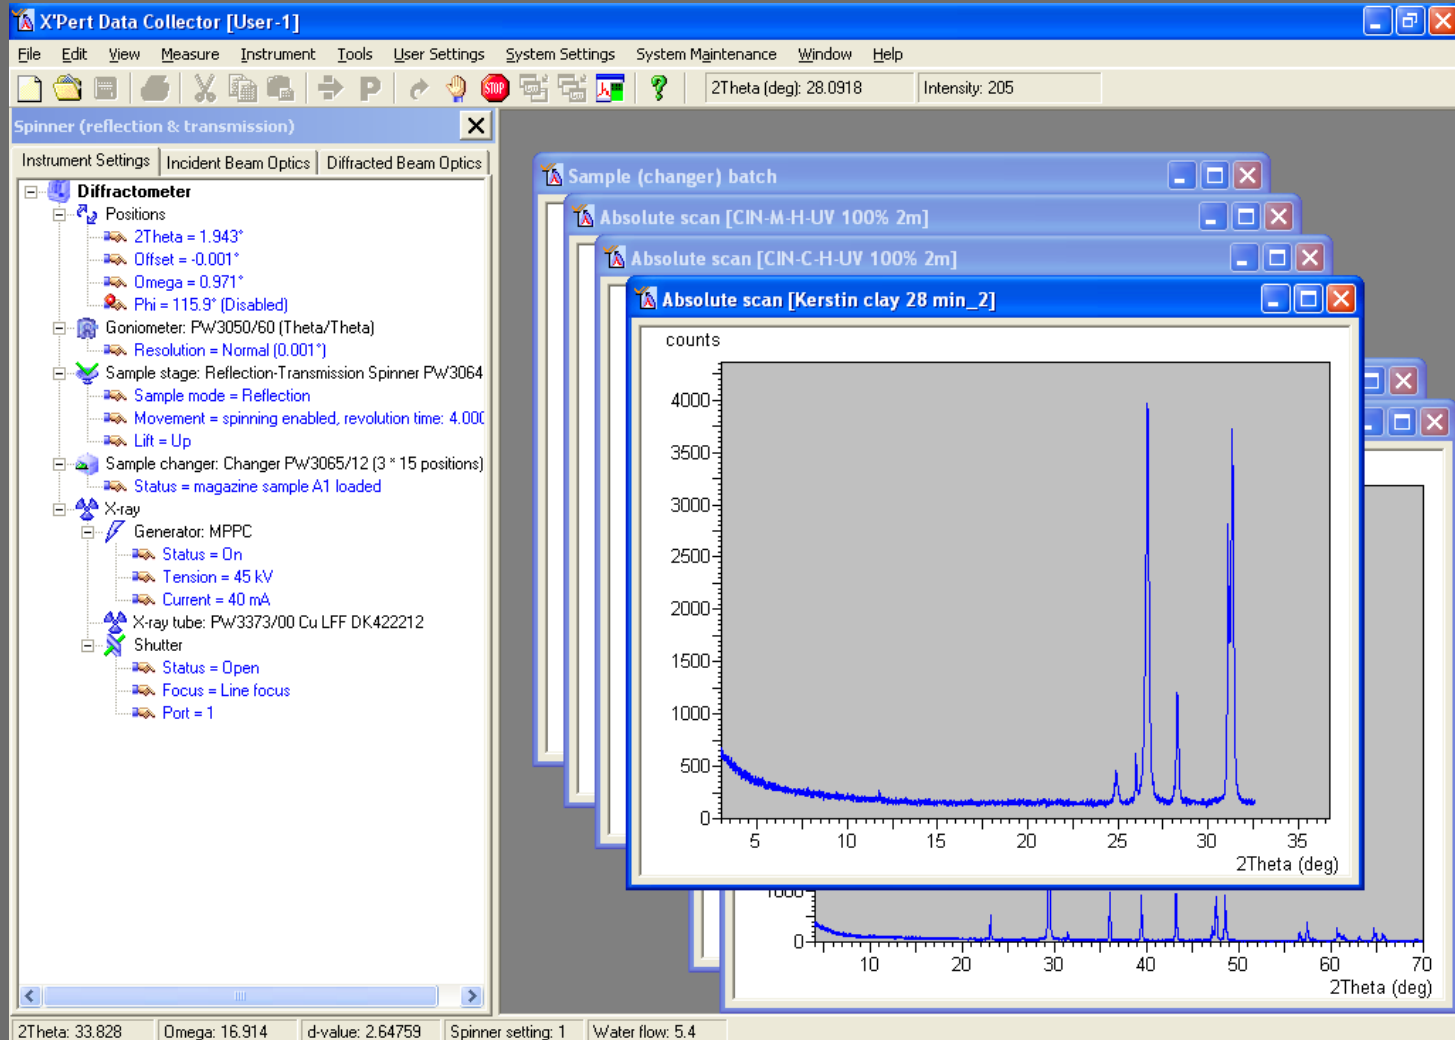 X'Pert Data Collector [User-1]
File Edit View Measure Instrument Tools User Settings System Settings System Maintenance Window Help
STOP 2Theta (deg): 28.0918 Intensity: 205
Spinner (reflection & transmission)
Instrument Settings Incident Beam Optics Diffracted Beam Optics
Diffractometer
Positions
2Theta = 1.943°
Offset = -0.001°
Omega = 0.971°
Phi = 115.9° (Disabled)
Goniometer: PW3050/60 (Theta/Theta)
Resolution = Normal (0.001°)
Sample stage: Reflection-Transmission Spinner PW3064
Sample mode = Reflection
Movement = spinning enabled, revolution time: 4.000
Lift = Up
Sample changer: Changer PW3065/12 (3 * 15 positions)
Status = magazine sample A1 loaded
X-ray
Generator: MPPC
Status = On
Tension = 45 kV
Current = 40 mA
X-ray tube: PW3373/00 Cu LFF DK422212
Shutter
Status = Open
Focus = Line focus
Port = 1
Sample (changer) batch
Absolute scan [CIN-M-H-UV 100% 2m]
Absolute scan [CIN-C-H-UV 100% 2m]
Absolute scan [Kerstin clay 28 min_2]
counts
4000
3500
3000
2500
2000
1500
1000
500
0
5 10 15 20 25 30 35
2Theta (deg)
1000
0
10 20 30 40 50 60 70
2Theta (deg)
2Theta: 33.828 Omega: 16.914 d-value: 2.64759 Spinner setting: 1 Water flow: 5.4